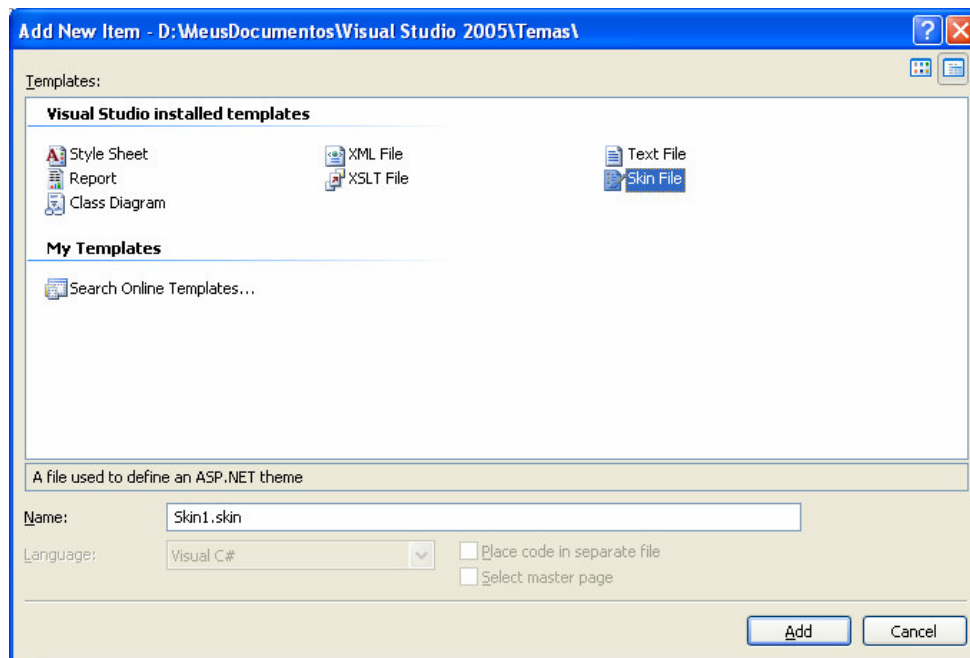 Add New Item - D:\MeusDocumentos\Visual Studio 2005\Temas\
Templates:
Visual Studio installed templates
Style Sheet XML File Text File
Report XSLT File Skin File
Class Diagram
My Templates
Search Online Templates...
A file used to define an ASP.NET theme
Name: Skin1.skin
Language: Visual C# Place code in separate file
Select master page
Add Cancel